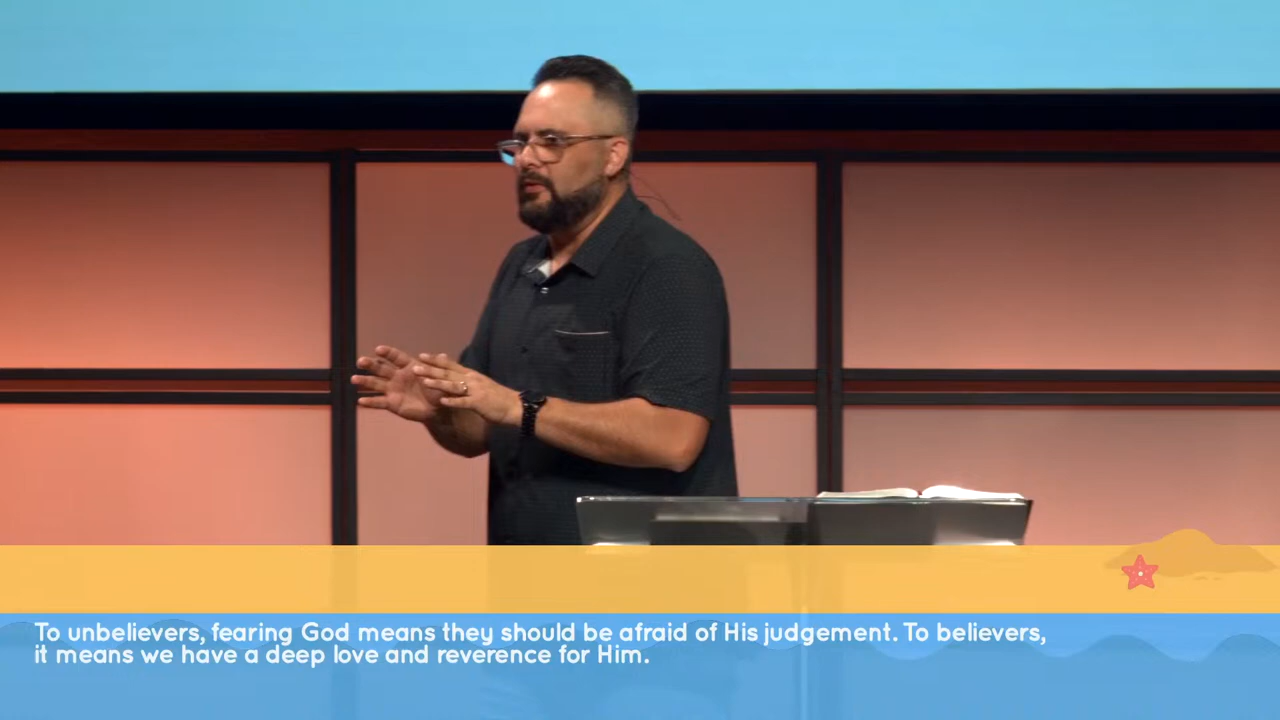 To unbelievers, fearing God means they should be afraid of His judgement. To believers,
it means we have a deep love and reverence for Him.